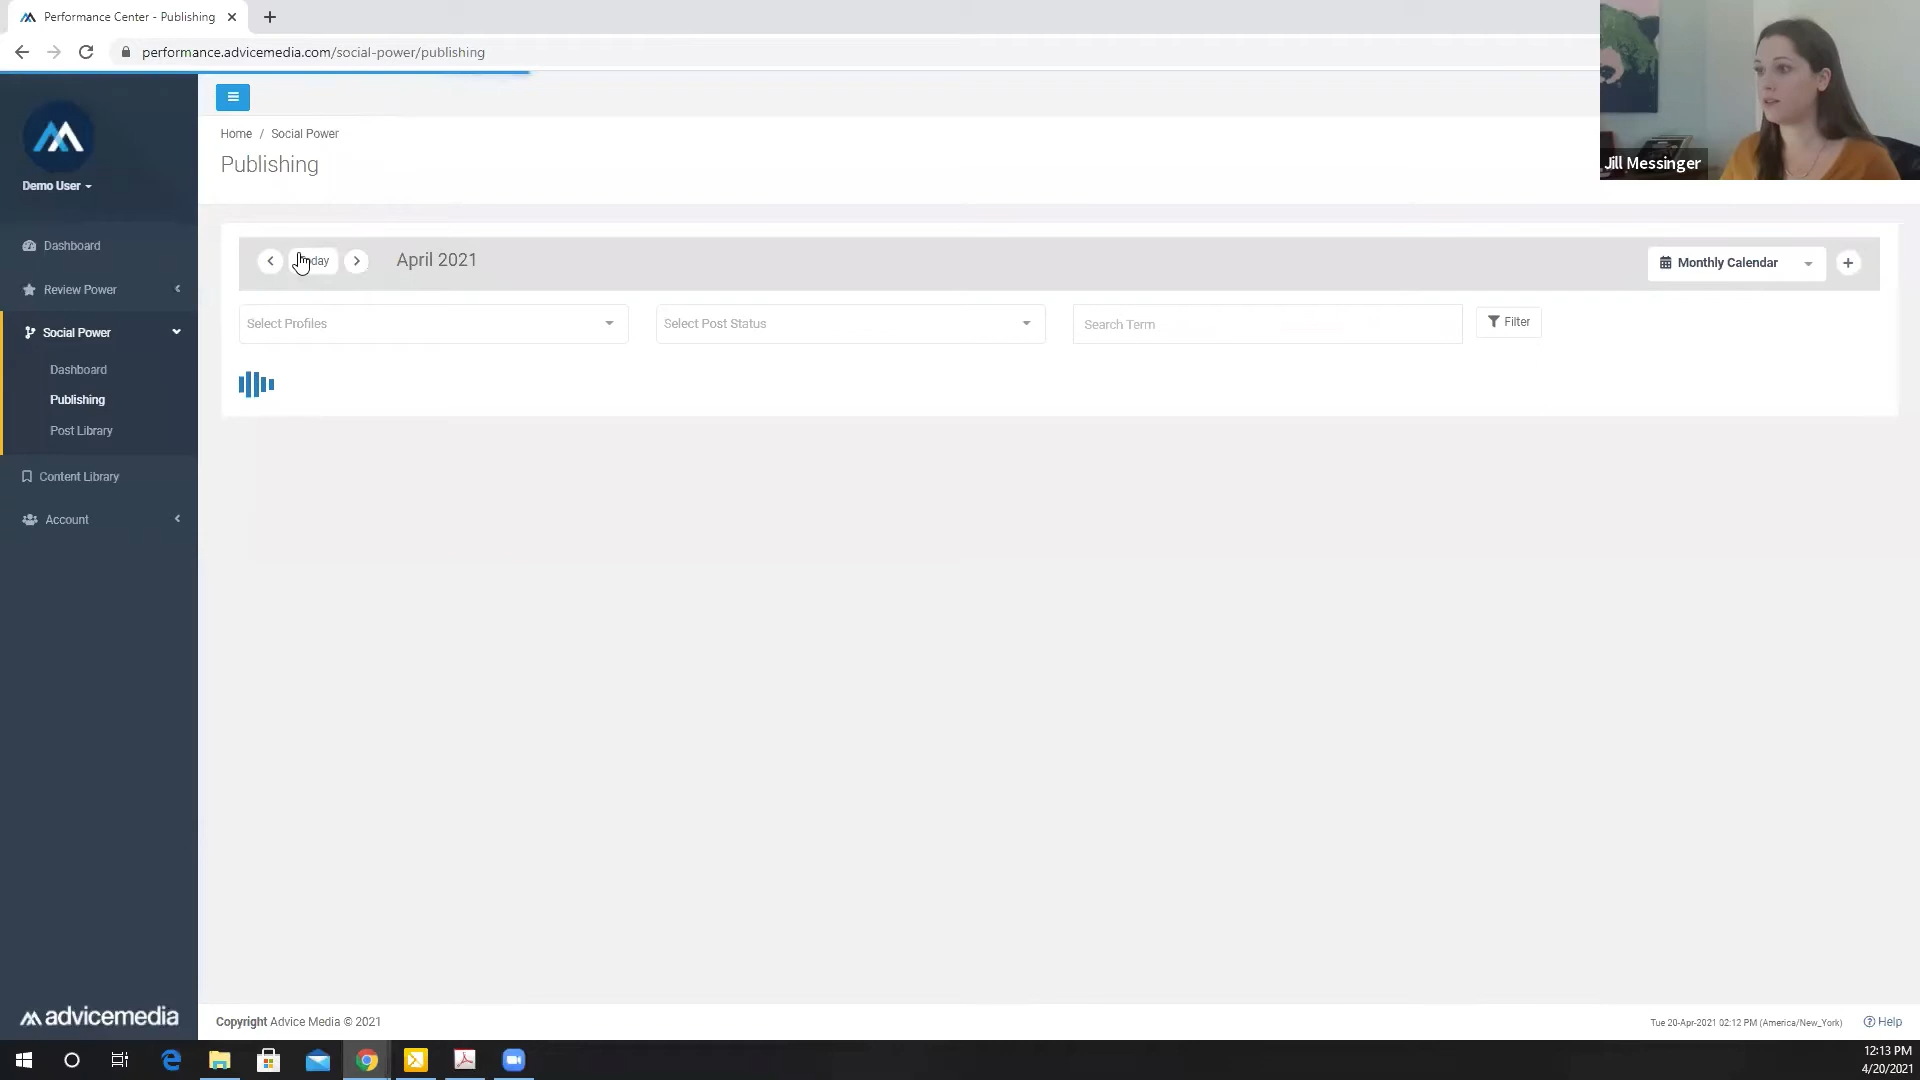 Performance Center - Publishing
performance.advicemedia.com/social-power/publishing
Jill Messinger
Demo User
Dashboard
Review Power
Social Power
Dashboard
Publishing
Post Library
Content Library
Account
advicemedia
Home / Social Power
Publishing
April 2021
Monthly Calendar
Select Profiles
Select Post Status
Search Term
Filter
Copyright Advice Media © 2021
Tue 20-Apr-2021 02:12 PM (America/New_York)
Help
12:13 PM
4/20/2021